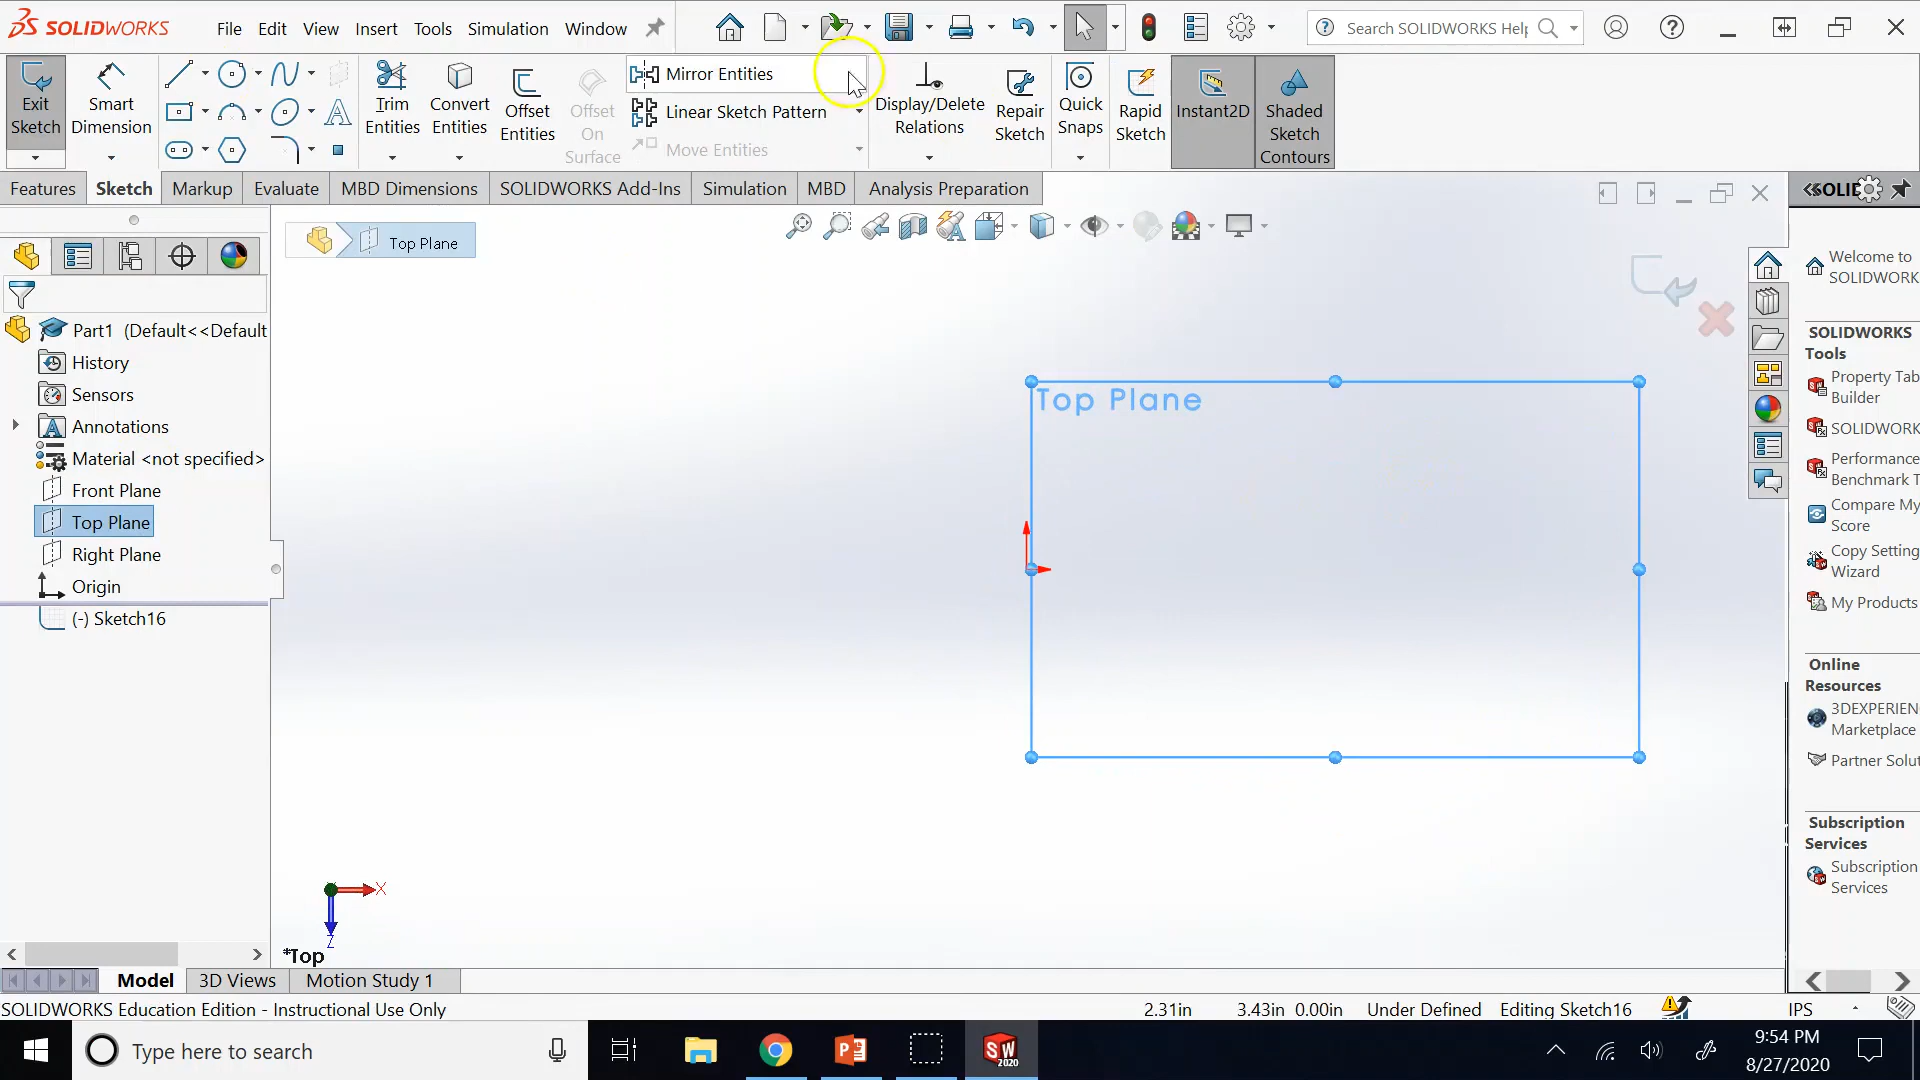 SOLIDWORKS
File Edit View Insert Tools Simulation Window
Search SOLIDWORKS Help
Exit Sketch
Smart Dimension
Trim Entities
Convert Entities
Offset Entities
Offset On Surface
Mirror Entities
Linear Sketch Pattern
Move Entities
Display/Delete Relations
Repair Sketch
Quick Snaps
Rapid Sketch
Instant2D
Shaded Sketch Contours
Features Sketch Markup Evaluate MBD Dimensions SOLIDWORKS Add-Ins Simulation MBD Analysis Preparation
Top Plane
Part1 (Default<<Default
History
Sensors
Annotations
Material <not specified>
Front Plane
Top Plane
Right Plane
Origin
(-) Sketch16
Top Plane
X
Z
*Top
SOLID
Welcome to
SOLIDWORK
SOLIDWORKS
Tools
Property Tab
Builder
SOLIDWORK
Performance
Benchmark T
Compare My
Score
Copy Setting
Wizard
My Products
Online
Resources
3DEXPERIEN
Marketplace
Partner Solut
Subscription
Services
Subscription
Services
Model 3D Views Motion Study 1
SOLIDWORKS Education Edition - Instructional Use Only
2.31in 3.43in 0.00in Under Defined Editing Sketch16 IPS
Type here to search
SW
2020
9:54 PM
8/27/2020